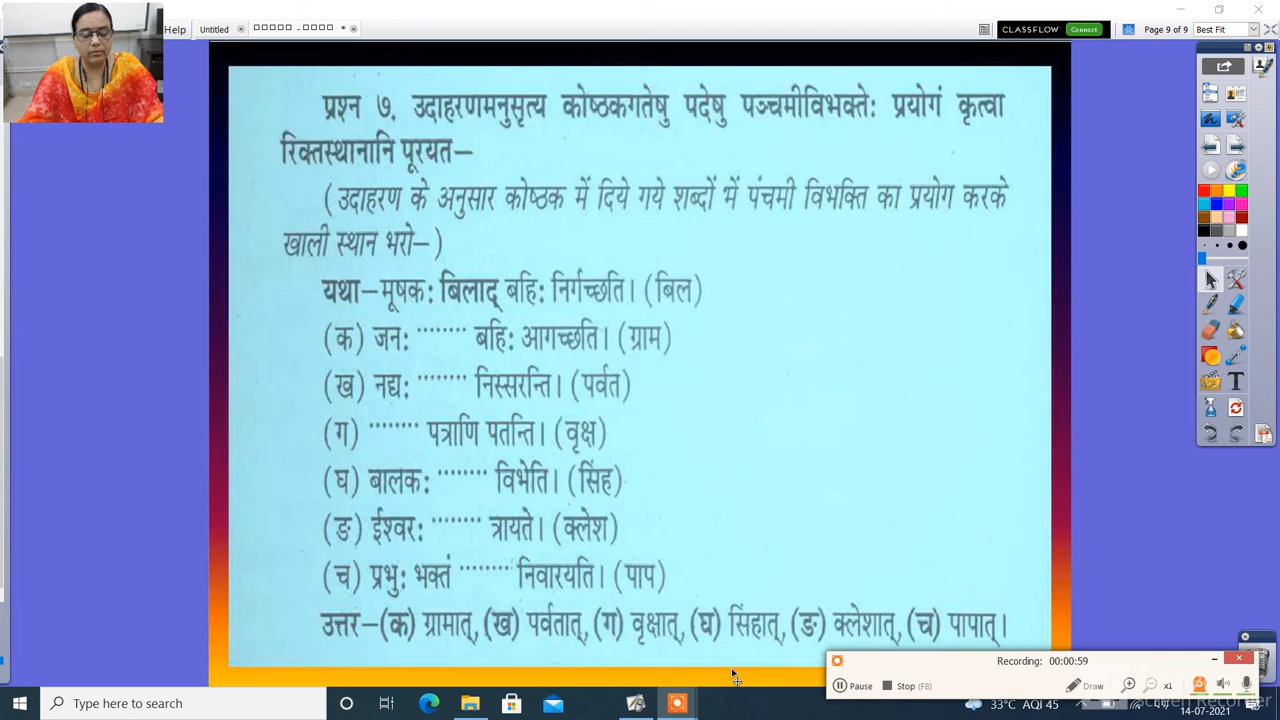 Help
Untitled
CLASSFLOW Connect
Page 9 of 9
Best Fit
प्रश्न ७. उदाहरणमनुसृत्य कोष्ठकगतेषु पदेषु पञ्चमीविभक्तेः प्रयोगं कृत्वा
रिक्तस्थानानि पूरयत–
(उदाहरण के अनुसार कोष्ठक में दिये गये शब्दों में पंचमी विभक्ति का प्रयोग करके
खाली स्थान भरो–)
यथा–मूषकः बिलाद् बहिः निर्गच्छति। (बिल)
(क) जनः ........ बहिः आगच्छति। (ग्राम)
(ख) नद्यः ........ निस्सरन्ति। (पर्वत)
(ग) ........ पत्राणि पतन्ति। (वृक्ष)
(घ) बालकः ........ विभेति। (सिंह)
(ङ) ईश्वरः ........ त्रायते। (क्लेश)
(च) प्रभुः भक्तं ........ निवारयति। (पाप)
उत्तर–(क) ग्रामात्, (ख) पर्वतात्, (ग) वृक्षात्, (घ) सिंहात्, (ङ) क्लेशात्, (च) पापात्।
Recording: 00:00:59
Pause Stop (F8) Draw x1
Type here to search
33°C AQI 45
14-07-2021